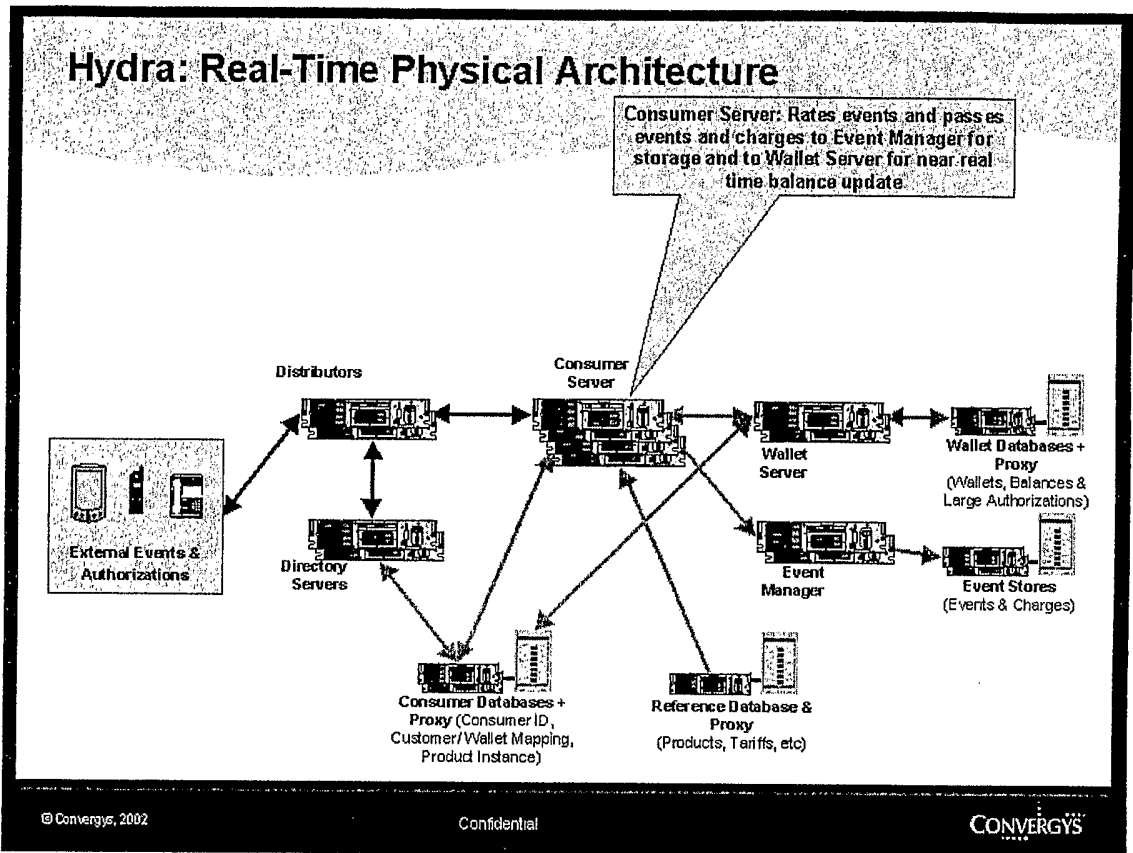 Hydra: Real-Time Physical Architecture
Consumer Server: Rates events and passes
events and charges to Event Manager for
storage and to Wallet Server for near real
time balance update
Distributors
Consumer
Server
Wallet
Server
Wallet Databases +
Proxy
(Wallets, Balances &
Large Authorizations)
External Events &
Authorizations
Directory
Servers
Event
Manager
Event Stores
(Events & Charges)
Consumer Databases +
Proxy (Consumer ID,
Customer/Wallet Mapping,
Product Instance)
Reference Database &
Proxy
(Products, Tariffs, etc)
© Convergys, 2002
Confidential
CONVERGYS